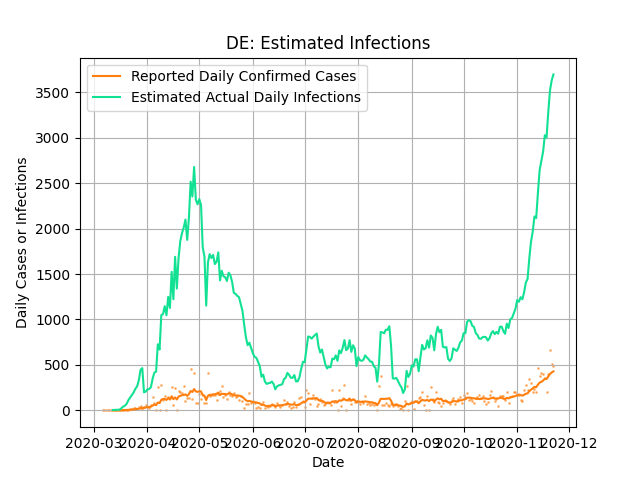 DE: Estimated Infections
Reported Daily Confirmed Cases
Estimated Actual Daily Infections
3500
3000
2500
2000
1500
1000
500
0
Daily Cases or Infections
2020-03 2020-04 2020-05 2020-06 2020-07 2020-08 2020-09 2020-10 2020-11 2020-12
Date